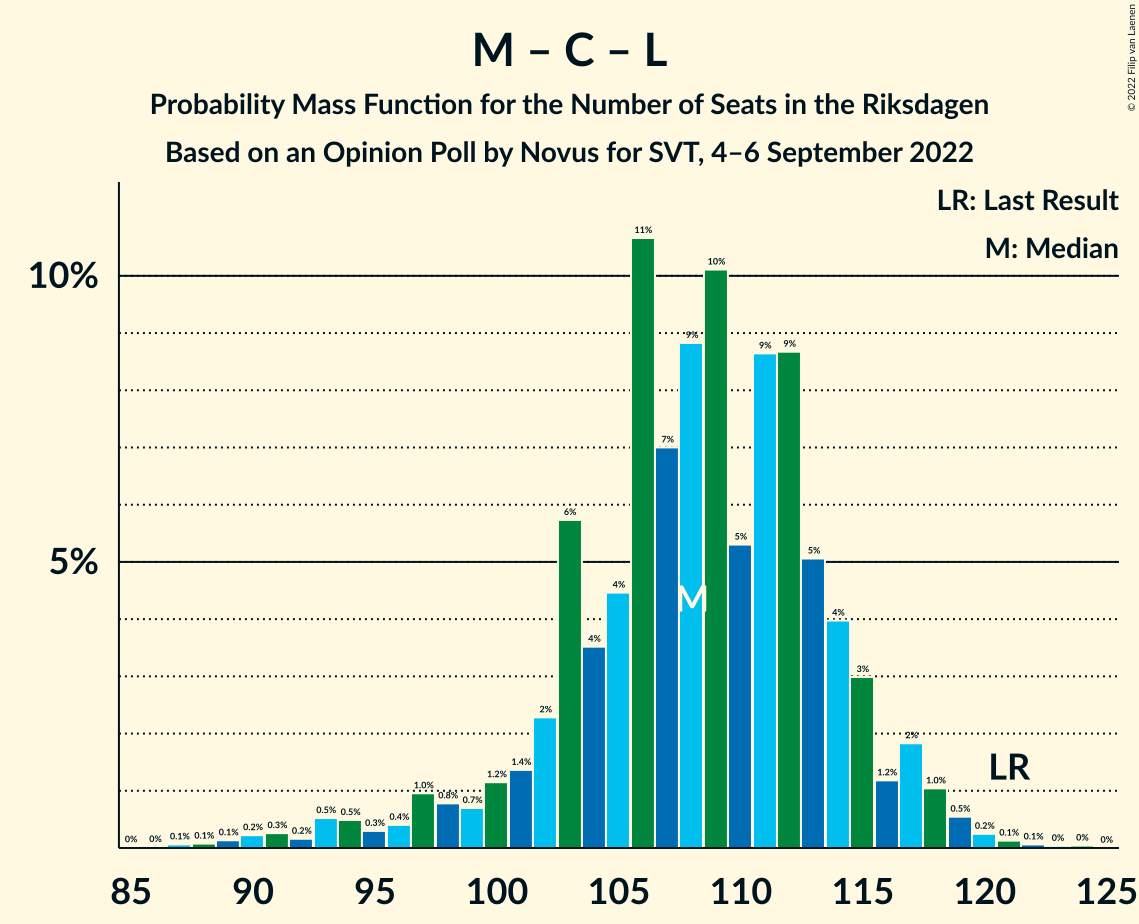 M – C – L
Probability Mass Function for the Number of Seats in the Riksdagen
Based on an Opinion Poll by Novus for SVT, 4–6 September 2022
© 2022 Filip van Laenen
LR: Last Result
M: Median
10%
5%
0% 0% 0.1% 0.1% 0.1% 0.2% 0.3% 0.2% 0.5% 0.5% 0.3% 0.4% 1.0% 0.8% 0.7% 1.2% 1.4% 2% 6% 4% 4% 11% 7% 9% 10% 5% 9% 9% 5% 4% 3% 1.2% 2% 1.0% 0.5% 0.2% 0.1% 0.1% 0% 0% 0%
M
LR
85 90 95 100 105 110 115 120 125